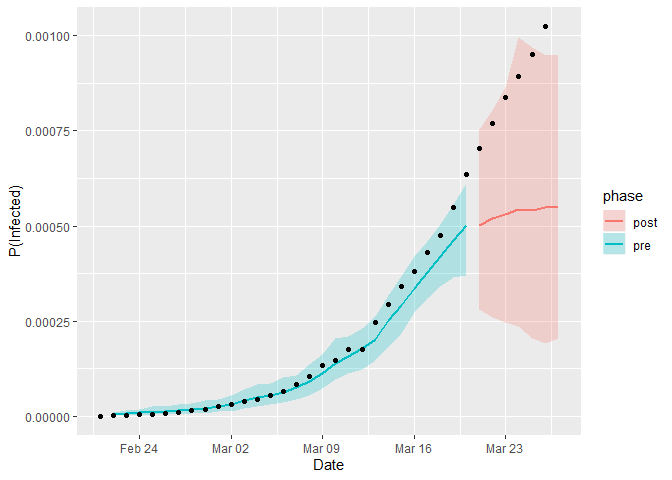 0.00100
0.00075
0.00050
0.00025
0.00000
P(Infected)
Feb 24 Mar 02 Mar 09 Mar 16 Mar 23
Date
phase
post
pre